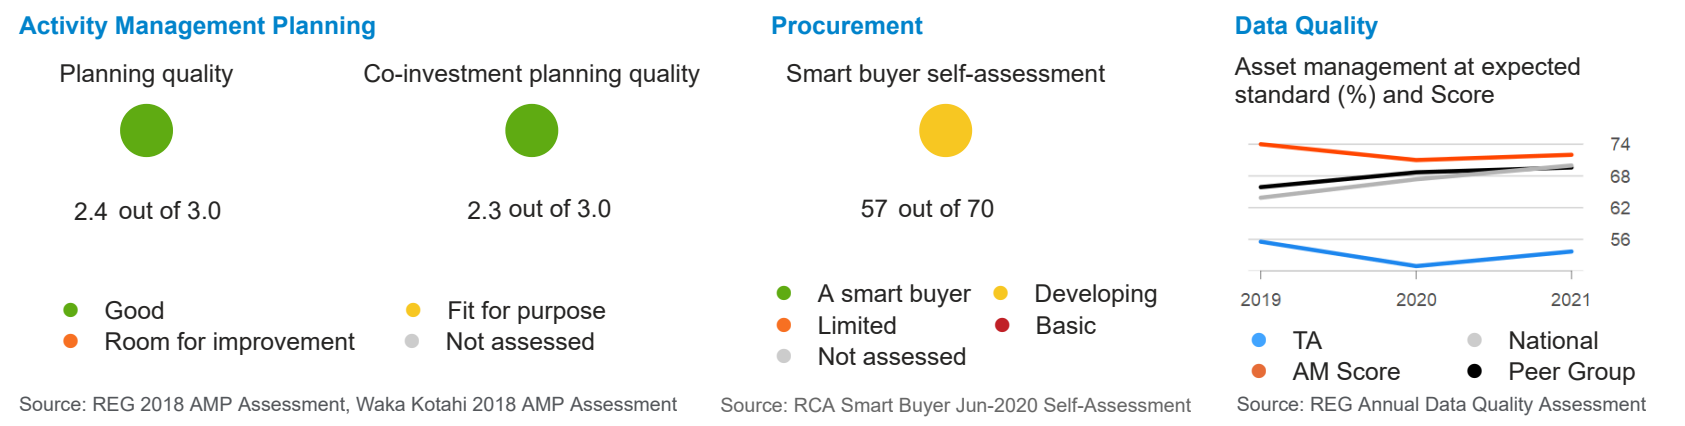 Activity Management Planning
Planning quality
Co-investment planning quality
2.4 out of 3.0
2.3 out of 3.0
Good
Fit for purpose
Room for improvement
Not assessed
Source: REG 2018 AMP Assessment, Waka Kotahi 2018 AMP Assessment
Procurement
Smart buyer self-assessment
57 out of 70
A smart buyer
Developing
Limited
Basic
Not assessed
Source: RCA Smart Buyer Jun-2020 Self-Assessment
Data Quality
Asset management at expected
standard (%) and Score
74
68
62
56
2019
2020
2021
TA
National
AM Score
Peer Group
Source: REG Annual Data Quality Assessment